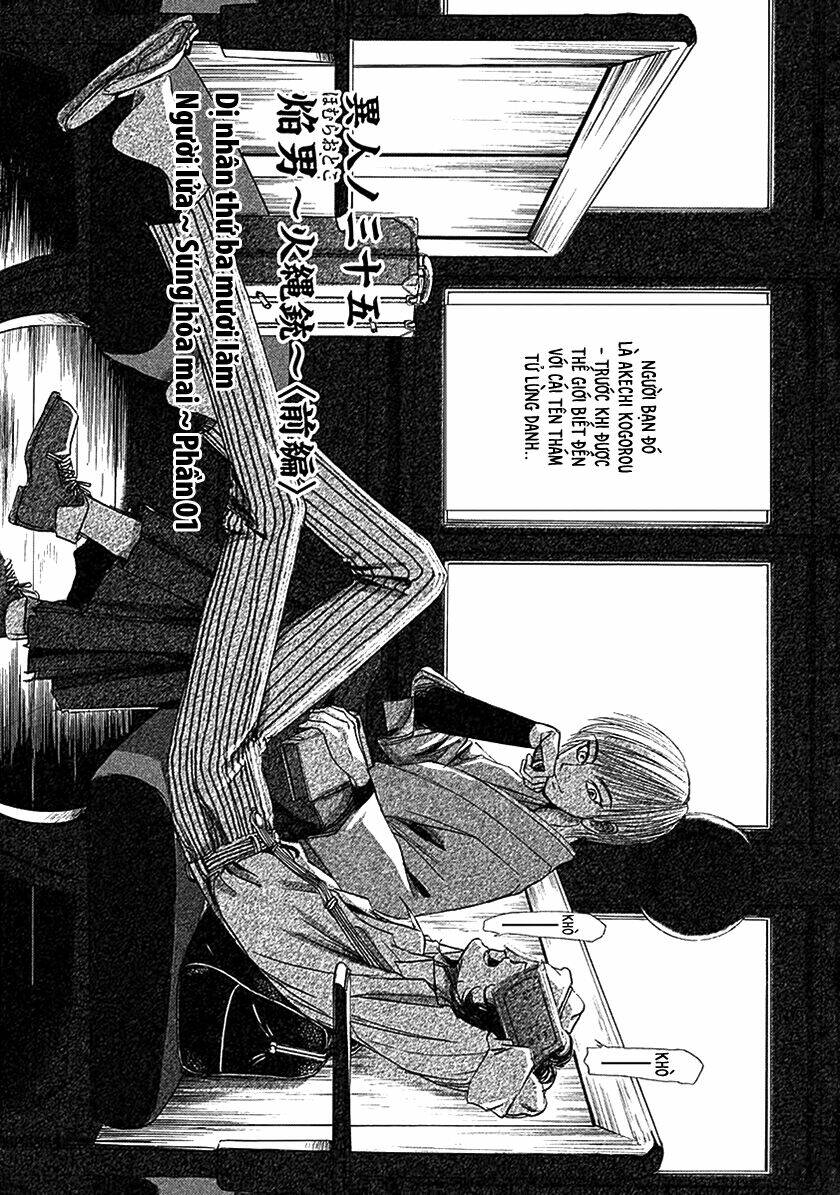 異人ノ三十五
焔男～火縄銃～〈前編〉
ほむらおとこ
Dị nhân thứ ba mươi lăm
Người lửa ~ Súng hỏa mai ~ Phần 01
NGƯỜI BẠN ĐÓ
LÀ AKECHI KOGOROU
– TRƯỚC KHI ĐƯỢC
THẾ GIỚI BIẾT ĐẾN
VỚI CÁI TÊN THÁM
TỬ LỪNG DANH..
KHÒ
KHÒ